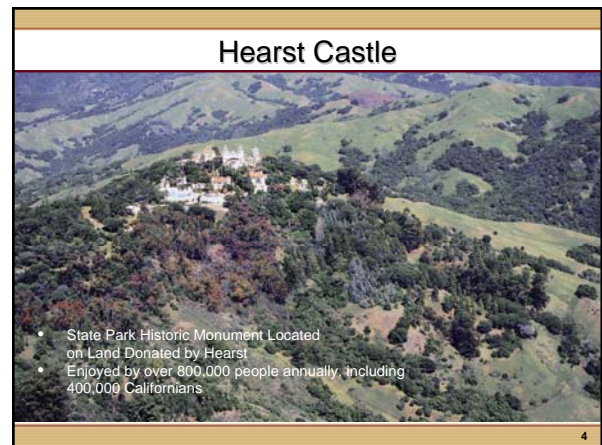 Hearst Castle
• State Park Historic Monument Located
on Land Donated by Hearst
• Enjoyed by over 800,000 people annually, including
400,000 Californians
4